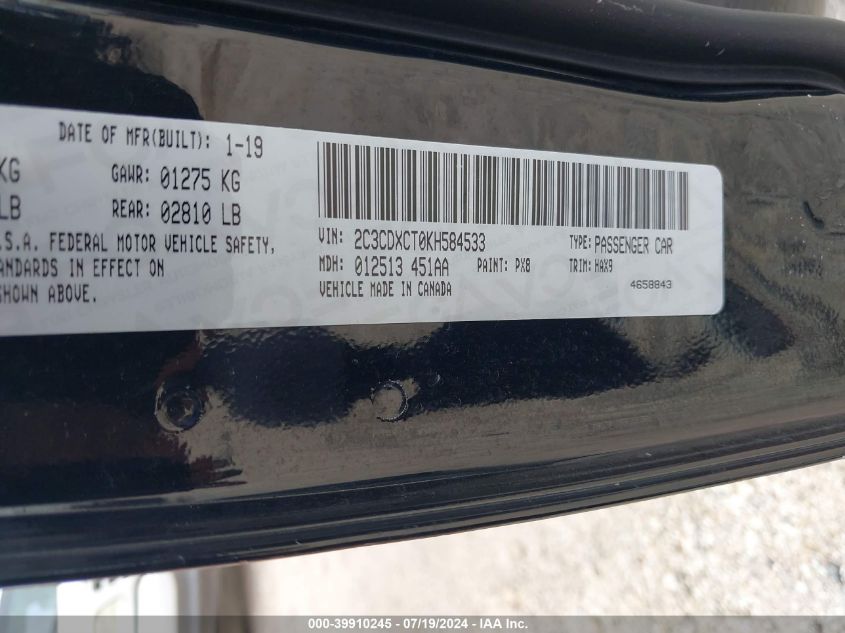 DATE OF MFR(BUILT): 1-19
KG GAWR: 01275 KG
LB REAR: 02810 LB
.S.A. FEDERAL MOTOR VEHICLE SAFETY,
ANDARDS IN EFFECT ON
SHOWN ABOVE.
VIN: 2C3CDXCT0KH584533 TYPE: PASSENGER CAR
MDH: 012513 451AA PAINT: PX8 TRIM: HAX9
VEHICLE MADE IN CANADA 4658843
000-39910245 - 07/19/2024 - IAA Inc.